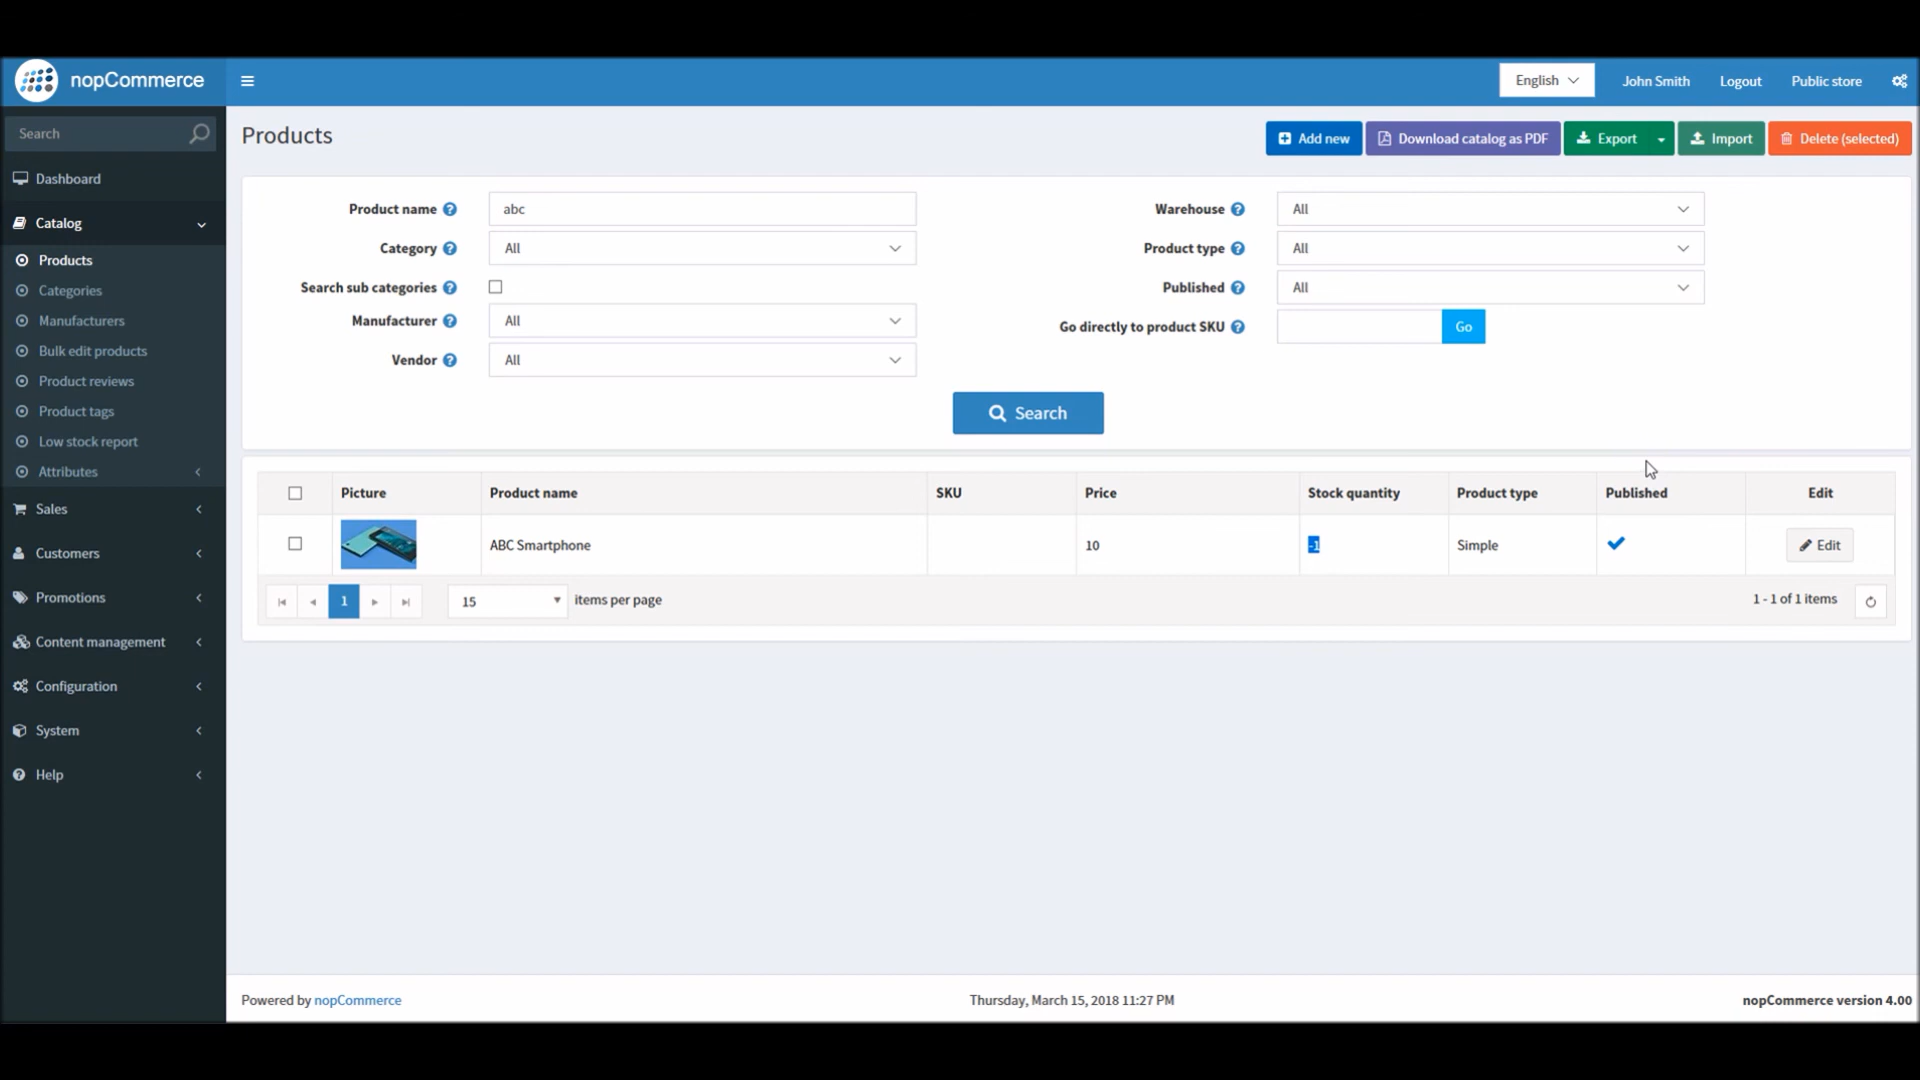 nopCommerce
English
John Smith
Logout
Public store
Search
Dashboard
Catalog
Products
Categories
Manufacturers
Bulk edit products
Product reviews
Product tags
Low stock report
Attributes
Sales
Customers
Promotions
Content management
Configuration
System
Help
Products
Add new
Download catalog as PDF
Export
Import
Delete (selected)
Product name abc
Category All
Search sub categories
Manufacturer All
Vendor All
Warehouse All
Product type All
Published All
Go directly to product SKU Go
Search
Picture Product name SKU Price Stock quantity Product type Published Edit
ABC Smartphone 10 -1 Simple Edit
1 15 items per page 1 - 1 of 1 items
Powered by nopCommerce Thursday, March 15, 2018 11:27 PM nopCommerce version 4.00